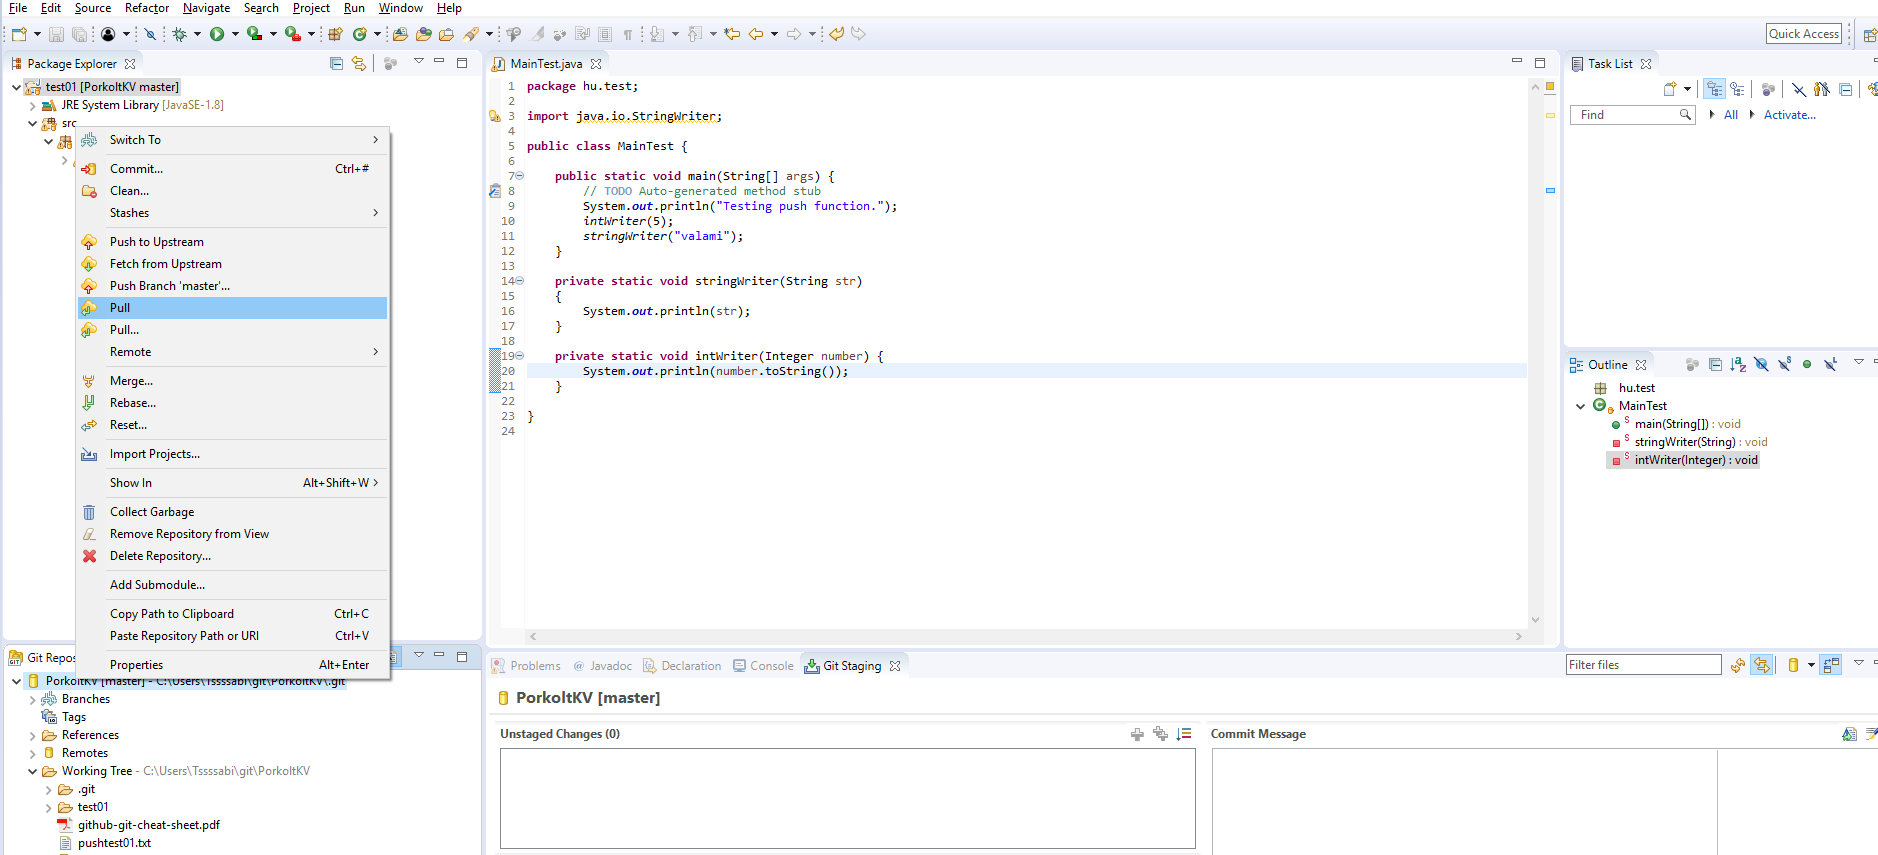 File Edit Source Refactor Navigate Search Project Run Window Help
Quick Access
Package Explorer
test01 [PorkoltKV master]
JRE System Library [JavaSE-1.8]
src
Switch To
Commit... Ctrl+#
Clean...
Stashes
Push to Upstream
Fetch from Upstream
Push Branch 'master'...
Pull
Pull...
Remote
Merge...
Rebase...
Reset...
Import Projects...
Show In Alt+Shift+W
Collect Garbage
Remove Repository from View
Delete Repository...
Add Submodule...
Copy Path to Clipboard Ctrl+C
Paste Repository Path or URI Ctrl+V
Properties Alt+Enter
MainTest.java
1 package hu.test;
2
3 import java.io.StringWriter;
4
5 public class MainTest {
6
7 public static void main(String[] args) {
8 // TODO Auto-generated method stub
9 System.out.println("Testing push function.");
10 intWriter(5);
11 stringWriter("valami");
12 }
13
14 private static void stringWriter(String str)
15 {
16 System.out.println(str);
17 }
18
19 private static void intWriter(Integer number) {
20 System.out.println(number.toString());
21 }
22
23 }
24
Task List
Find All Activate...
Outline
hu.test
MainTest
main(String[]) : void
stringWriter(String) : void
intWriter(Integer) : void
Git Repos
PorkoltKV [master] - C:\Users\Tssssabi\git\PorkoltKV\.git
Branches
Tags
References
Remotes
Working Tree - C:\Users\Tssssabi\git\PorkoltKV
.git
test01
github-git-cheat-sheet.pdf
pushtest01.txt
Problems @ Javadoc Declaration Console Git Staging
Filter files
PorkoltKV [master]
Unstaged Changes (0)
Commit Message